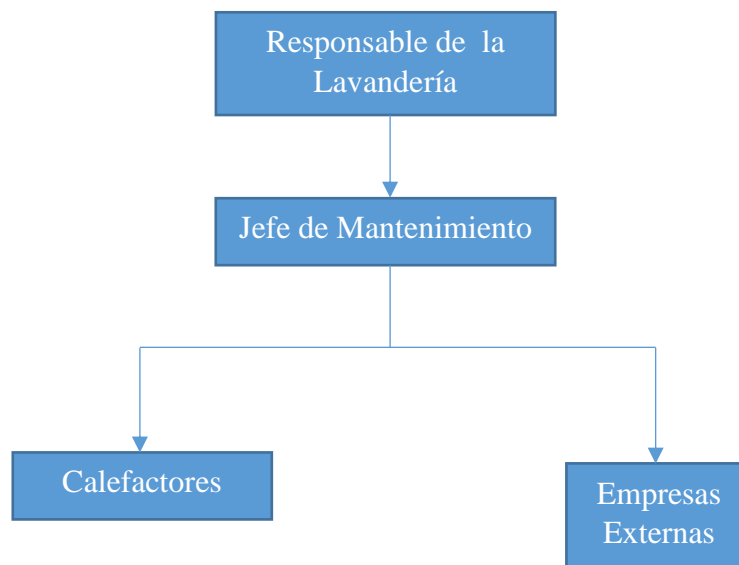 Responsable de la
Lavandería
Jefe de Mantenimiento
Calefactores
Empresas
Externas